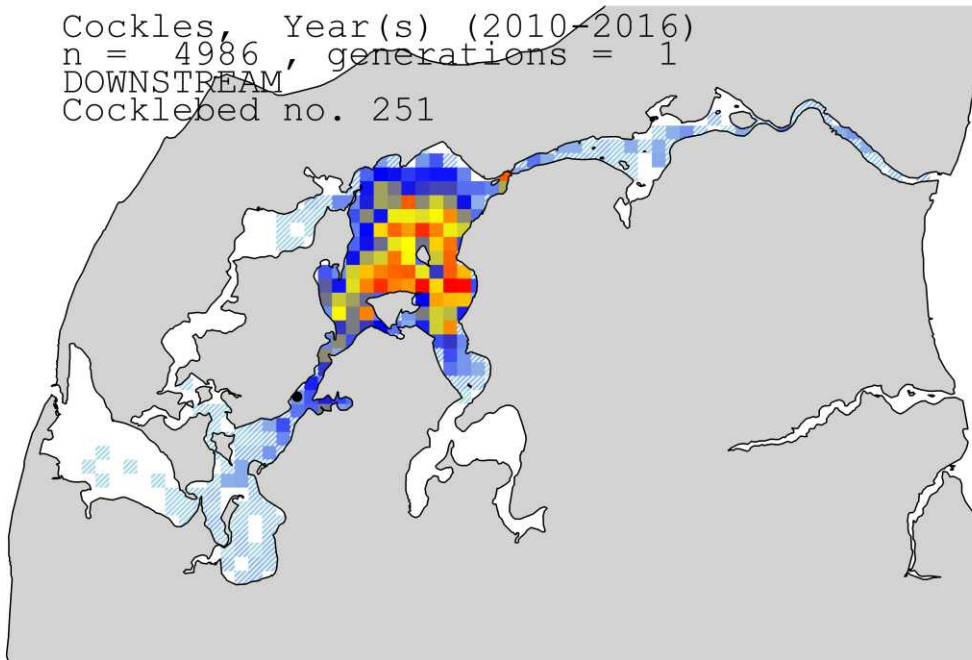 Cockles, Year(s) (2010-2016)
n = 4986 , generations = 1
DOWNSTREAM
Cocklebed no. 251